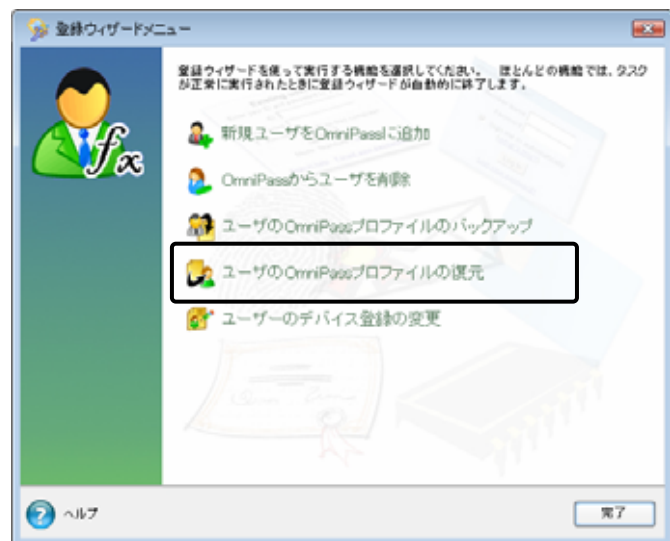 登録ウィザードメニュー
登録ウィザードを使って実行する機能を選択してください。 ほとんどの機能では、タスク
が正常に実行されたときに登録ウィザードが自動的に終了します。
新規ユーザをOmniPassに追加
OmniPassからユーザを削除
ユーザのOmniPassプロファイルのバックアップ
ユーザのOmniPassプロファイルの復元
ユーザーのデバイス登録の変更
fx
ヘルプ
完了